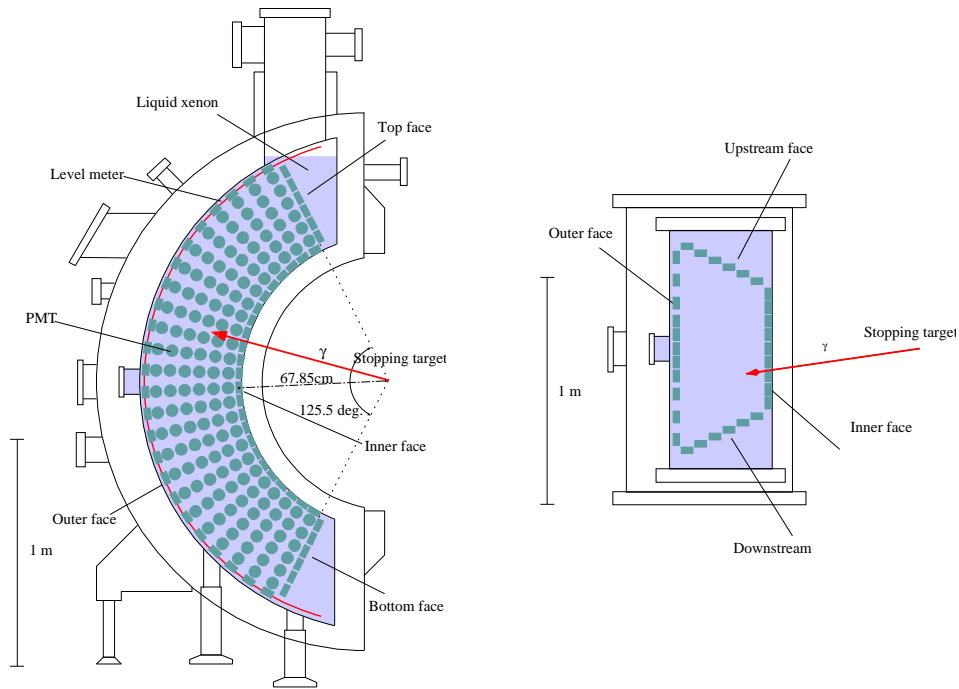 Liquid xenon
Top face
Level meter
PMT
γ
Stopping target
67.85cm
125.5 deg.
Inner face
Outer face
1 m
Bottom face
Upstream face
Outer face
Stopping target
γ
1 m
Inner face
Downstream